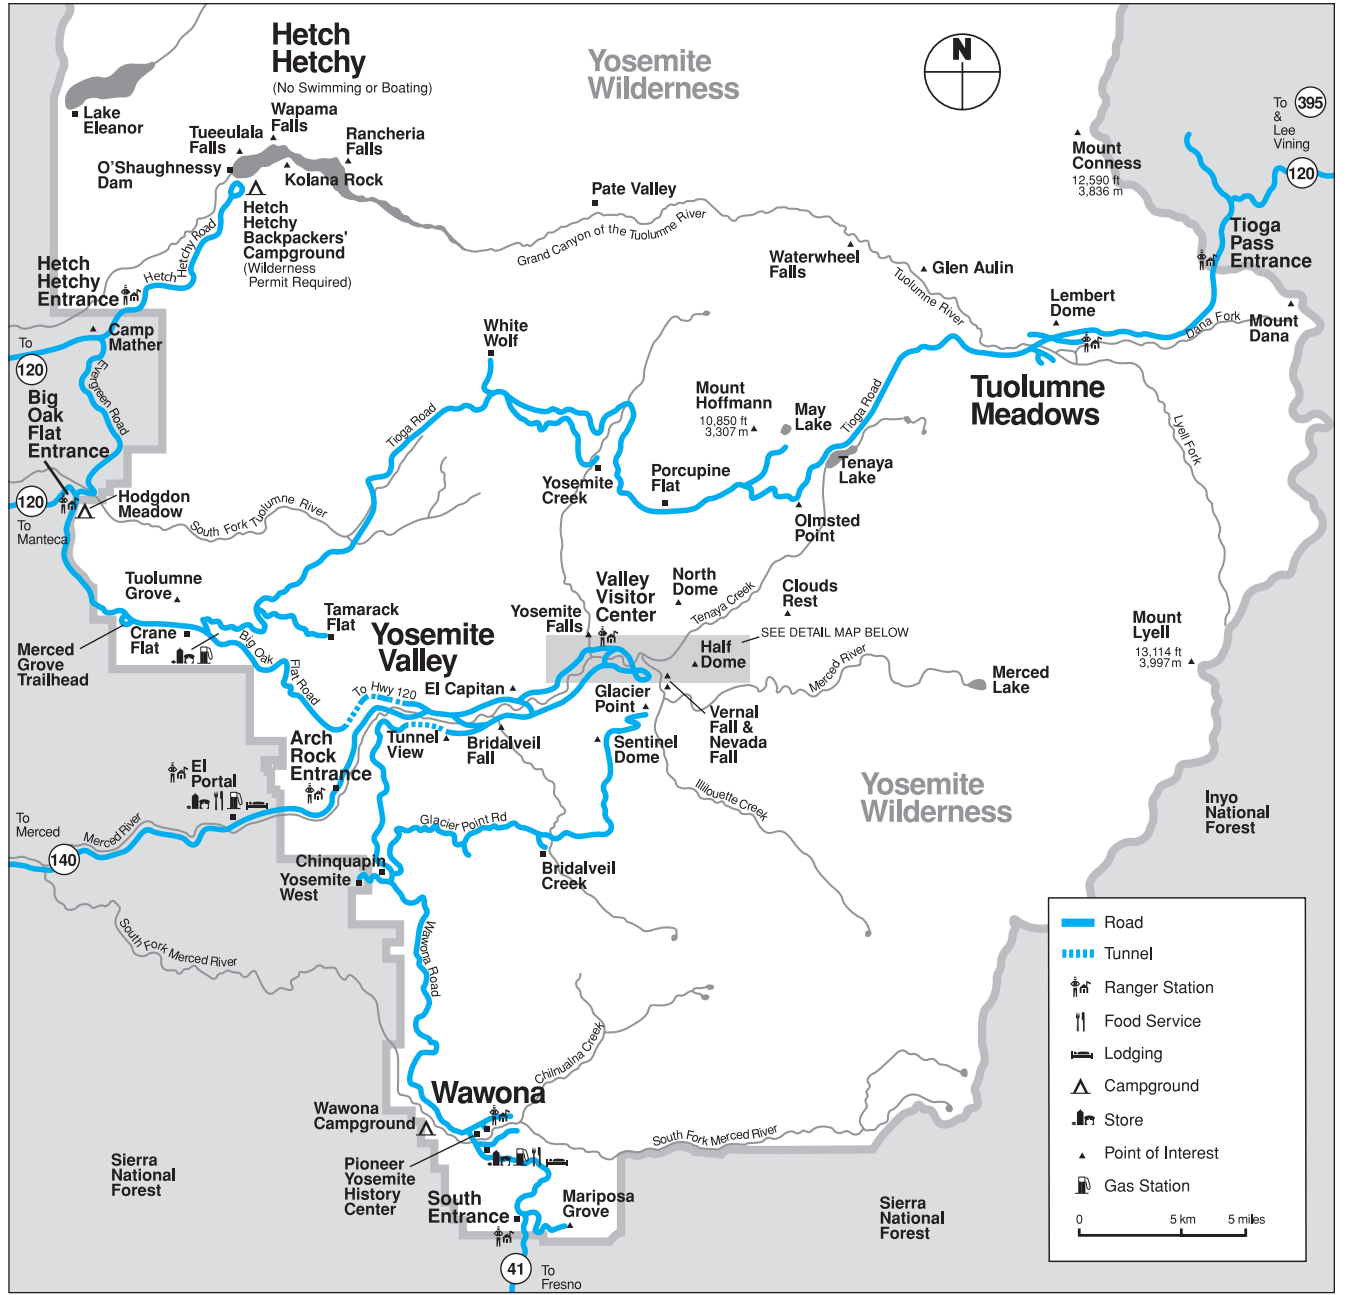 Hetch
Hetchy
(No Swimming or Boating)
Yosemite
Wilderness
N
To
&
Lee
Vining
395
120
Lake
Eleanor
Wapama
Falls
Tueeulala
Falls
Rancheria
Falls
O'Shaughnessy
Dam
Kolana Rock
Mount
Conness
12,590 ft
3,836 m
Pate Valley
Hetch
Hetchy
Backpackers'
Campground
(Wilderness
Permit Required)
Hetch Hetchy Road
Grand Canyon of the Tuolumne River
Tioga
Pass
Entrance
Waterwheel
Falls
Glen Aulin
Tuolumne River
Hetch
Hetchy
Entrance
Lembert
Dome
Dana Fork
Mount
Dana
Camp
Mather
To
120
White
Wolf
Evergreen Road
Big
Oak
Flat
Entrance
Tuolumne
Meadows
Mount
Hoffmann
10,850 ft
3,307 m
May
Lake
Tioga Road
Tioga Road
Lyell Fork
Tenaya
Lake
Porcupine
Flat
Yosemite
Creek
120
To
Manteca
Hodgdon
Meadow
South Fork Tuolumne River
Olmsted
Point
Tuolumne
Grove
Valley
Visitor
Center
North
Dome
Tenaya Creek
Clouds
Rest
Yosemite
Falls
Tamarack
Flat
Yosemite
Valley
Crane
Flat
Big Oak Flat Road
Merced
Grove
Trailhead
SEE DETAIL MAP BELOW
Half
Dome
Mount
Lyell
13,114 ft
3,997m
Merced River
Merced
Lake
To Hwy 120
El Capitan
Glacier
Point
Vernal
Fall &
Nevada
Fall
Arch
Rock
Entrance
Tunnel
View
Bridalveil
Fall
Sentinel
Dome
El
Portal
Illilouette Creek
Yosemite
Wilderness
Inyo
National
Forest
To
Merced
140
Merced River
Glacier Point Rd
Chinquapin
Yosemite
West
Bridalveil
Creek
South Fork Merced River
Wawona Road
Road
Tunnel
Ranger Station
Food Service
Lodging
Campground
Store
Point of Interest
Gas Station
0
5 km
5 miles
Chilnualna Creek
Wawona
Wawona
Campground
South Fork Merced River
Pioneer
Yosemite
History
Center
Sierra
National
Forest
South
Entrance
Mariposa
Grove
Sierra
National
Forest
41
To
Fresno